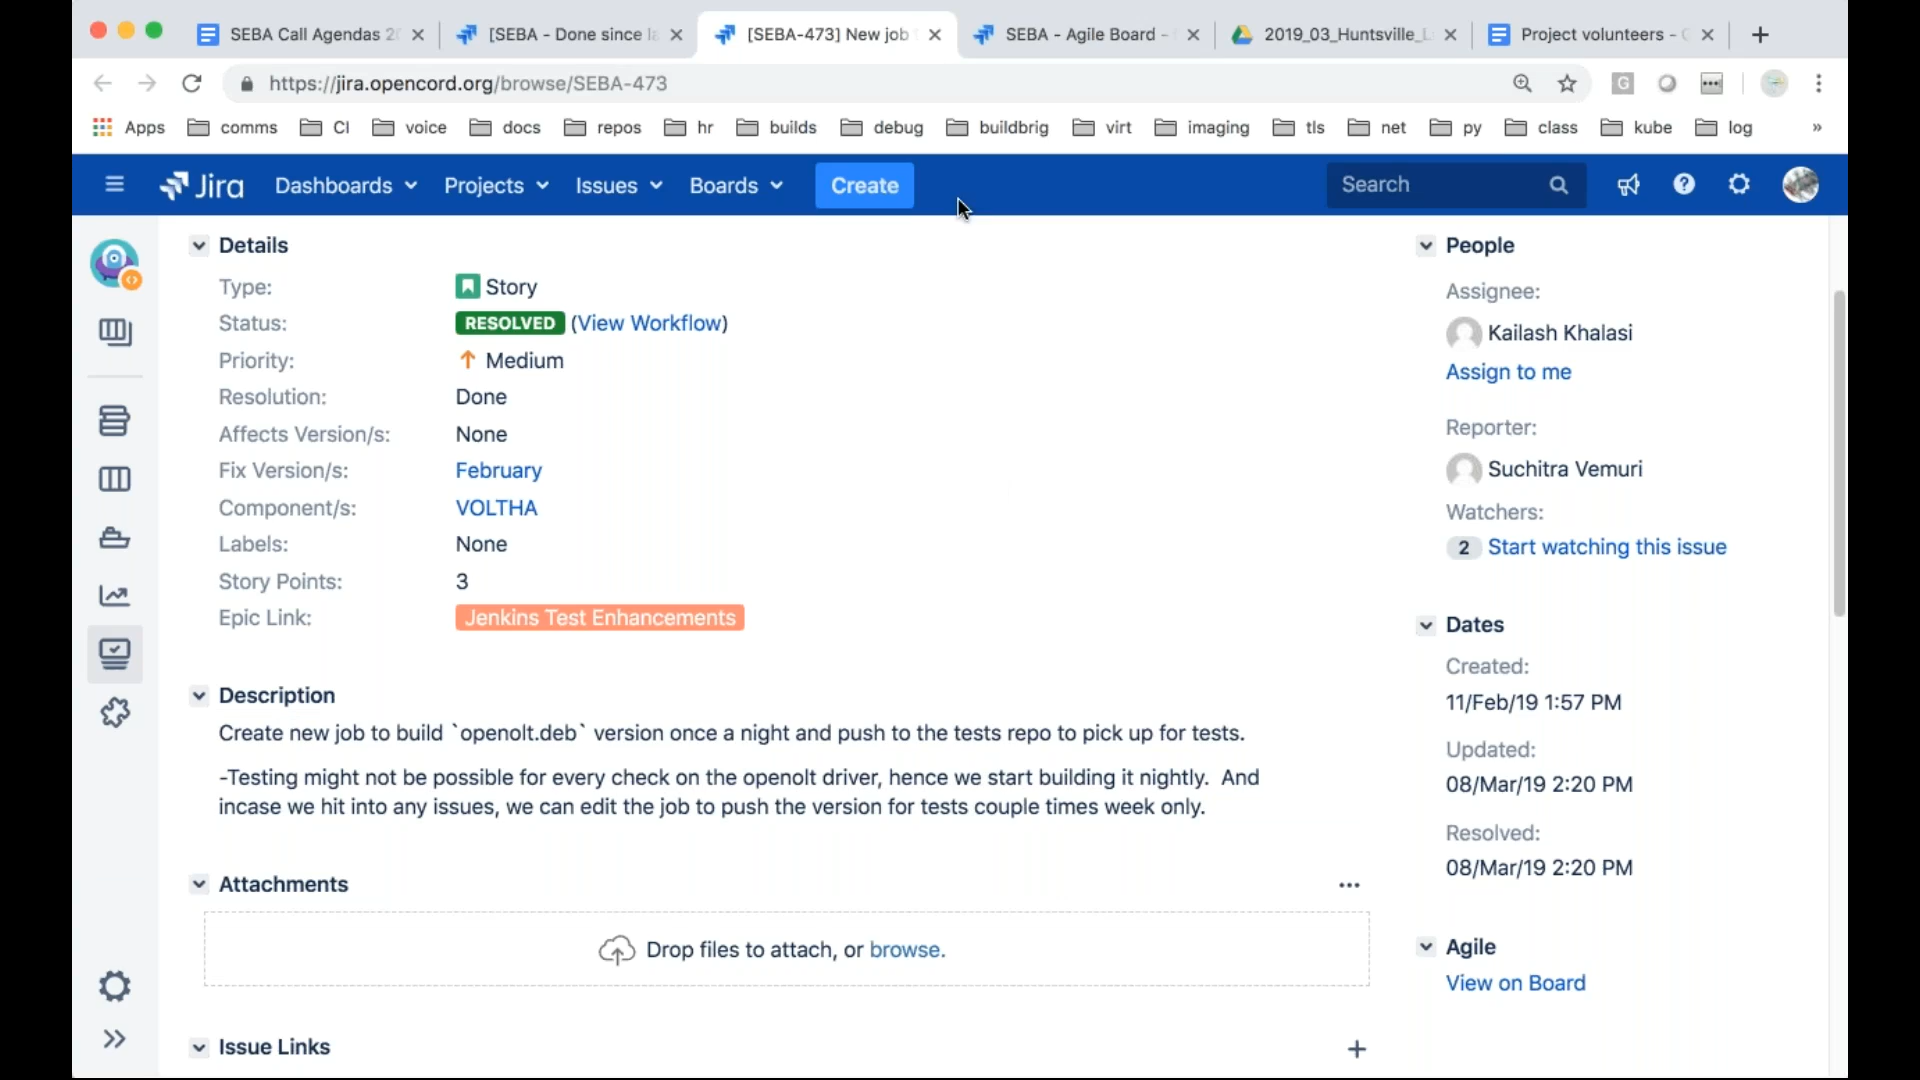 SEBA Call Agendas 2
[SEBA - Done since la
[SEBA-473] New job
SEBA - Agile Board -
2019_03_Huntsville_L
Project volunteers -
https://jira.opencord.org/browse/SEBA-473
Apps comms CI voice docs repos hr builds debug buildbrig virt imaging tls net py class kube log »
Jira Dashboards Projects Issues Boards Create Search
Details
Type: Story
Status: RESOLVED (View Workflow)
Priority: Medium
Resolution: Done
Affects Version/s: None
Fix Version/s: February
Component/s: VOLTHA
Labels: None
Story Points: 3
Epic Link: Jenkins Test Enhancements
Description
Create new job to build `openolt.deb` version once a night and push to the tests repo to pick up for tests.
-Testing might not be possible for every check on the openolt driver, hence we start building it nightly. And
incase we hit into any issues, we can edit the job to push the version for tests couple times week only.
Attachments
Drop files to attach, or browse.
Issue Links
People
Assignee:
Kailash Khalasi
Assign to me
Reporter:
Suchitra Vemuri
Watchers:
2 Start watching this issue
Dates
Created:
11/Feb/19 1:57 PM
Updated:
08/Mar/19 2:20 PM
Resolved:
08/Mar/19 2:20 PM
Agile
View on Board